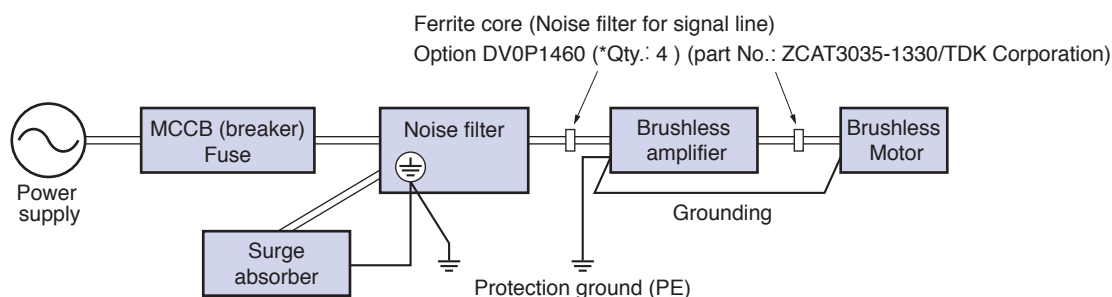 Ferrite core (Noise filter for signal line)
Option DV0P1460 (*Qty.: 4 ) (part No.: ZCAT3035-1330/TDK Corporation)
MCCB (breaker)
Fuse
Noise filter
Brushless
amplifier
Brushless
Motor
Power
supply
Grounding
Surge
absorber
Protection ground (PE)